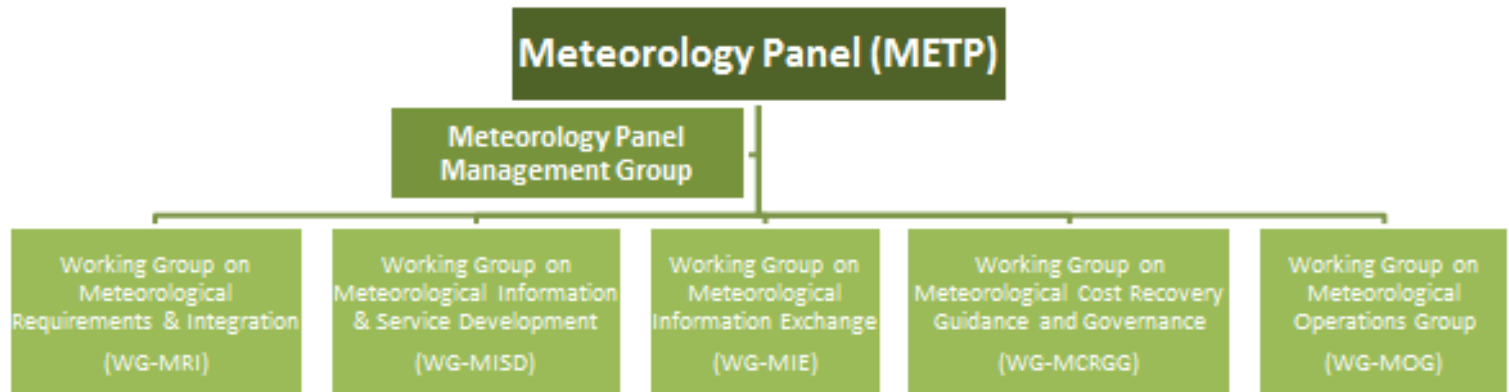 Meteorology Panel (METP)
Meteorology Panel
Management Group
Working Group on
Meteorological
Requirements & Integration
(WG-MRI)
Working Group on
Meteorological Information
& Service Development
(WG-MISD)
Working Group on
Meteorological
Information Exchange
(WG-MIE)
Working Group on
Meteorological Cost Recovery
Guidance and Governance
(WG-MCRGG)
Working Group on
Meteorological
Operations Group
(WG-MOG)